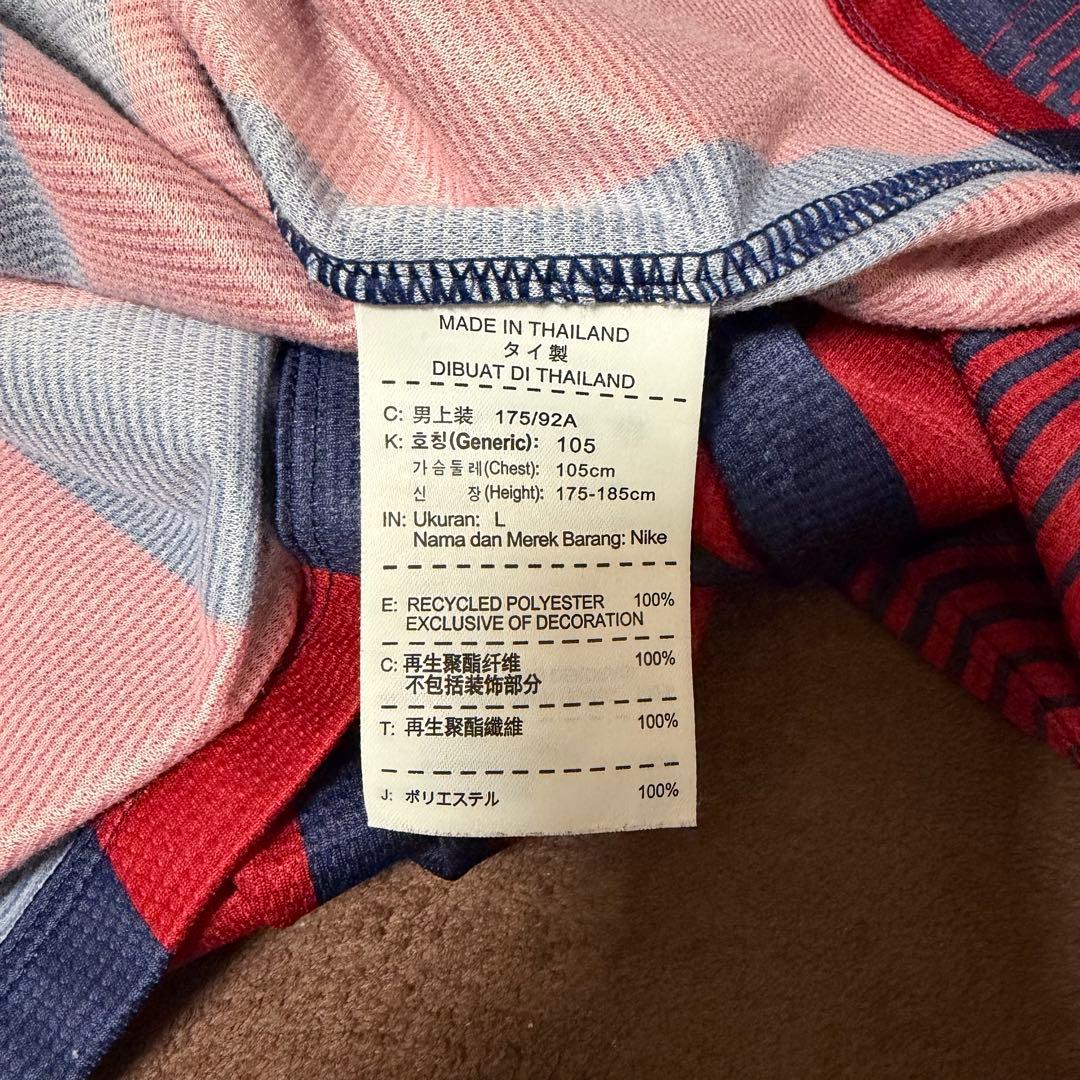 MADE IN THAILAND
タイ製
DIBUAT DI THAILAND
C: 男上装 175/92A
K: 호칭(Generic): 105
가슴둘레(Chest): 105cm
신 장(Height): 175-185cm
IN: Ukuran: L
Nama dan Merek Barang: Nike
E: RECYCLED POLYESTER 100%
EXCLUSIVE OF DECORATION
C: 再生聚酯纤维 100%
不包括装饰部分
T: 再生聚酯纖維 100%
J: ポリエステル 100%